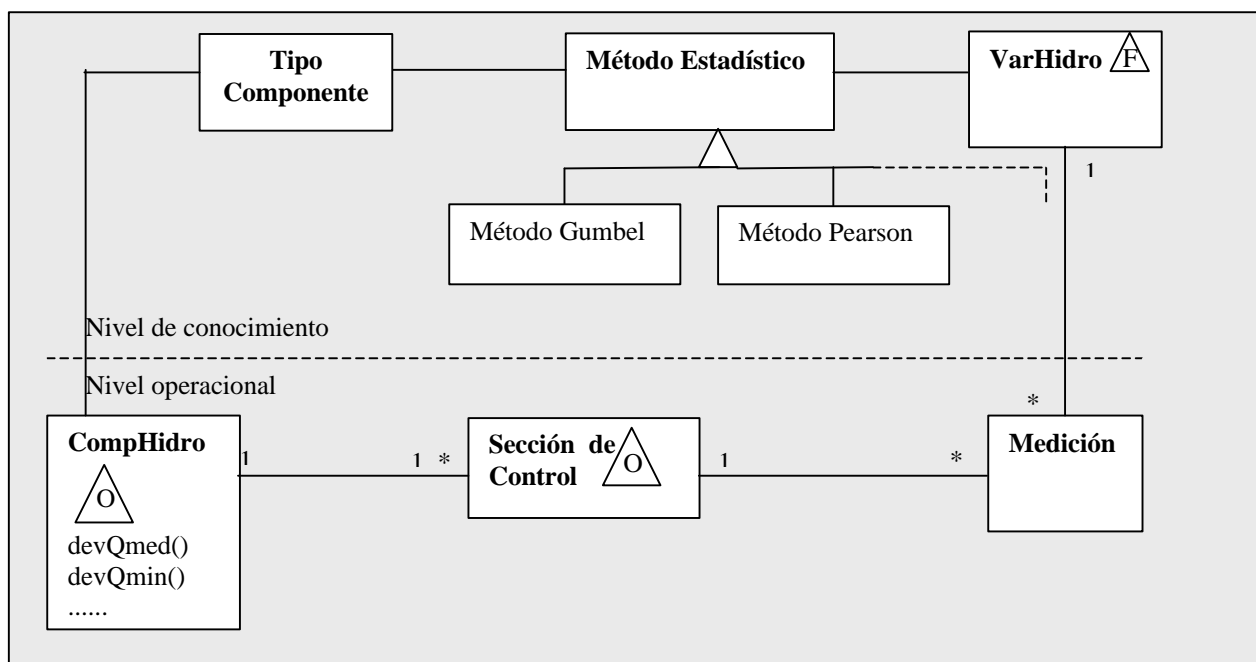 Tipo
Componente
Método Estadístico
VarHidro F
1
Método Gumbel
Método Pearson
Nivel de conocimiento
Nivel operacional
*
CompHidro
O
devQmed()
devQmin()
......
1
1 *
Sección de
Control O
1
*
Medición